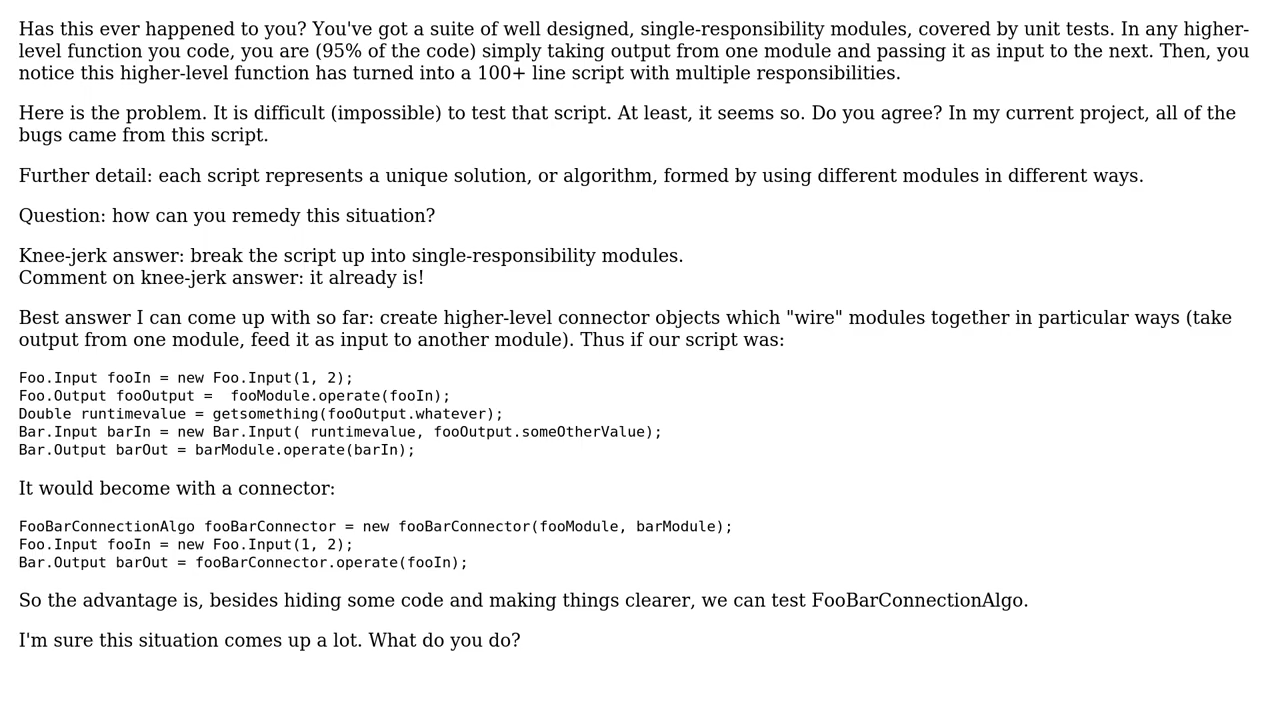 Has this ever happened to you? You've got a suite of well designed, single-responsibility modules, covered by unit tests. In any higher-
level function you code, you are (95% of the code) simply taking output from one module and passing it as input to the next. Then, you
notice this higher-level function has turned into a 100+ line script with multiple responsibilities.
Here is the problem. It is difficult (impossible) to test that script. At least, it seems so. Do you agree? In my current project, all of the
bugs came from this script.
Further detail: each script represents a unique solution, or algorithm, formed by using different modules in different ways.
Question: how can you remedy this situation?
Knee-jerk answer: break the script up into single-responsibility modules.
Comment on knee-jerk answer: it already is!
Best answer I can come up with so far: create higher-level connector objects which "wire" modules together in particular ways (take
output from one module, feed it as input to another module). Thus if our script was:
Foo.Input fooIn = new Foo.Input(1, 2);
Foo.Output fooOutput =  fooModule.operate(fooIn);
Double runtimevalue = getsomething(fooOutput.whatever);
Bar.Input barIn = new Bar.Input( runtimevalue, fooOutput.someOtherValue);
Bar.Output barOut = barModule.operate(barIn);
It would become with a connector:
FooBarConnectionAlgo fooBarConnector = new fooBarConnector(fooModule, barModule);
Foo.Input fooIn = new Foo.Input(1, 2);
Bar.Output barOut = fooBarConnector.operate(fooIn);
So the advantage is, besides hiding some code and making things clearer, we can test FooBarConnectionAlgo.
I'm sure this situation comes up a lot. What do you do?